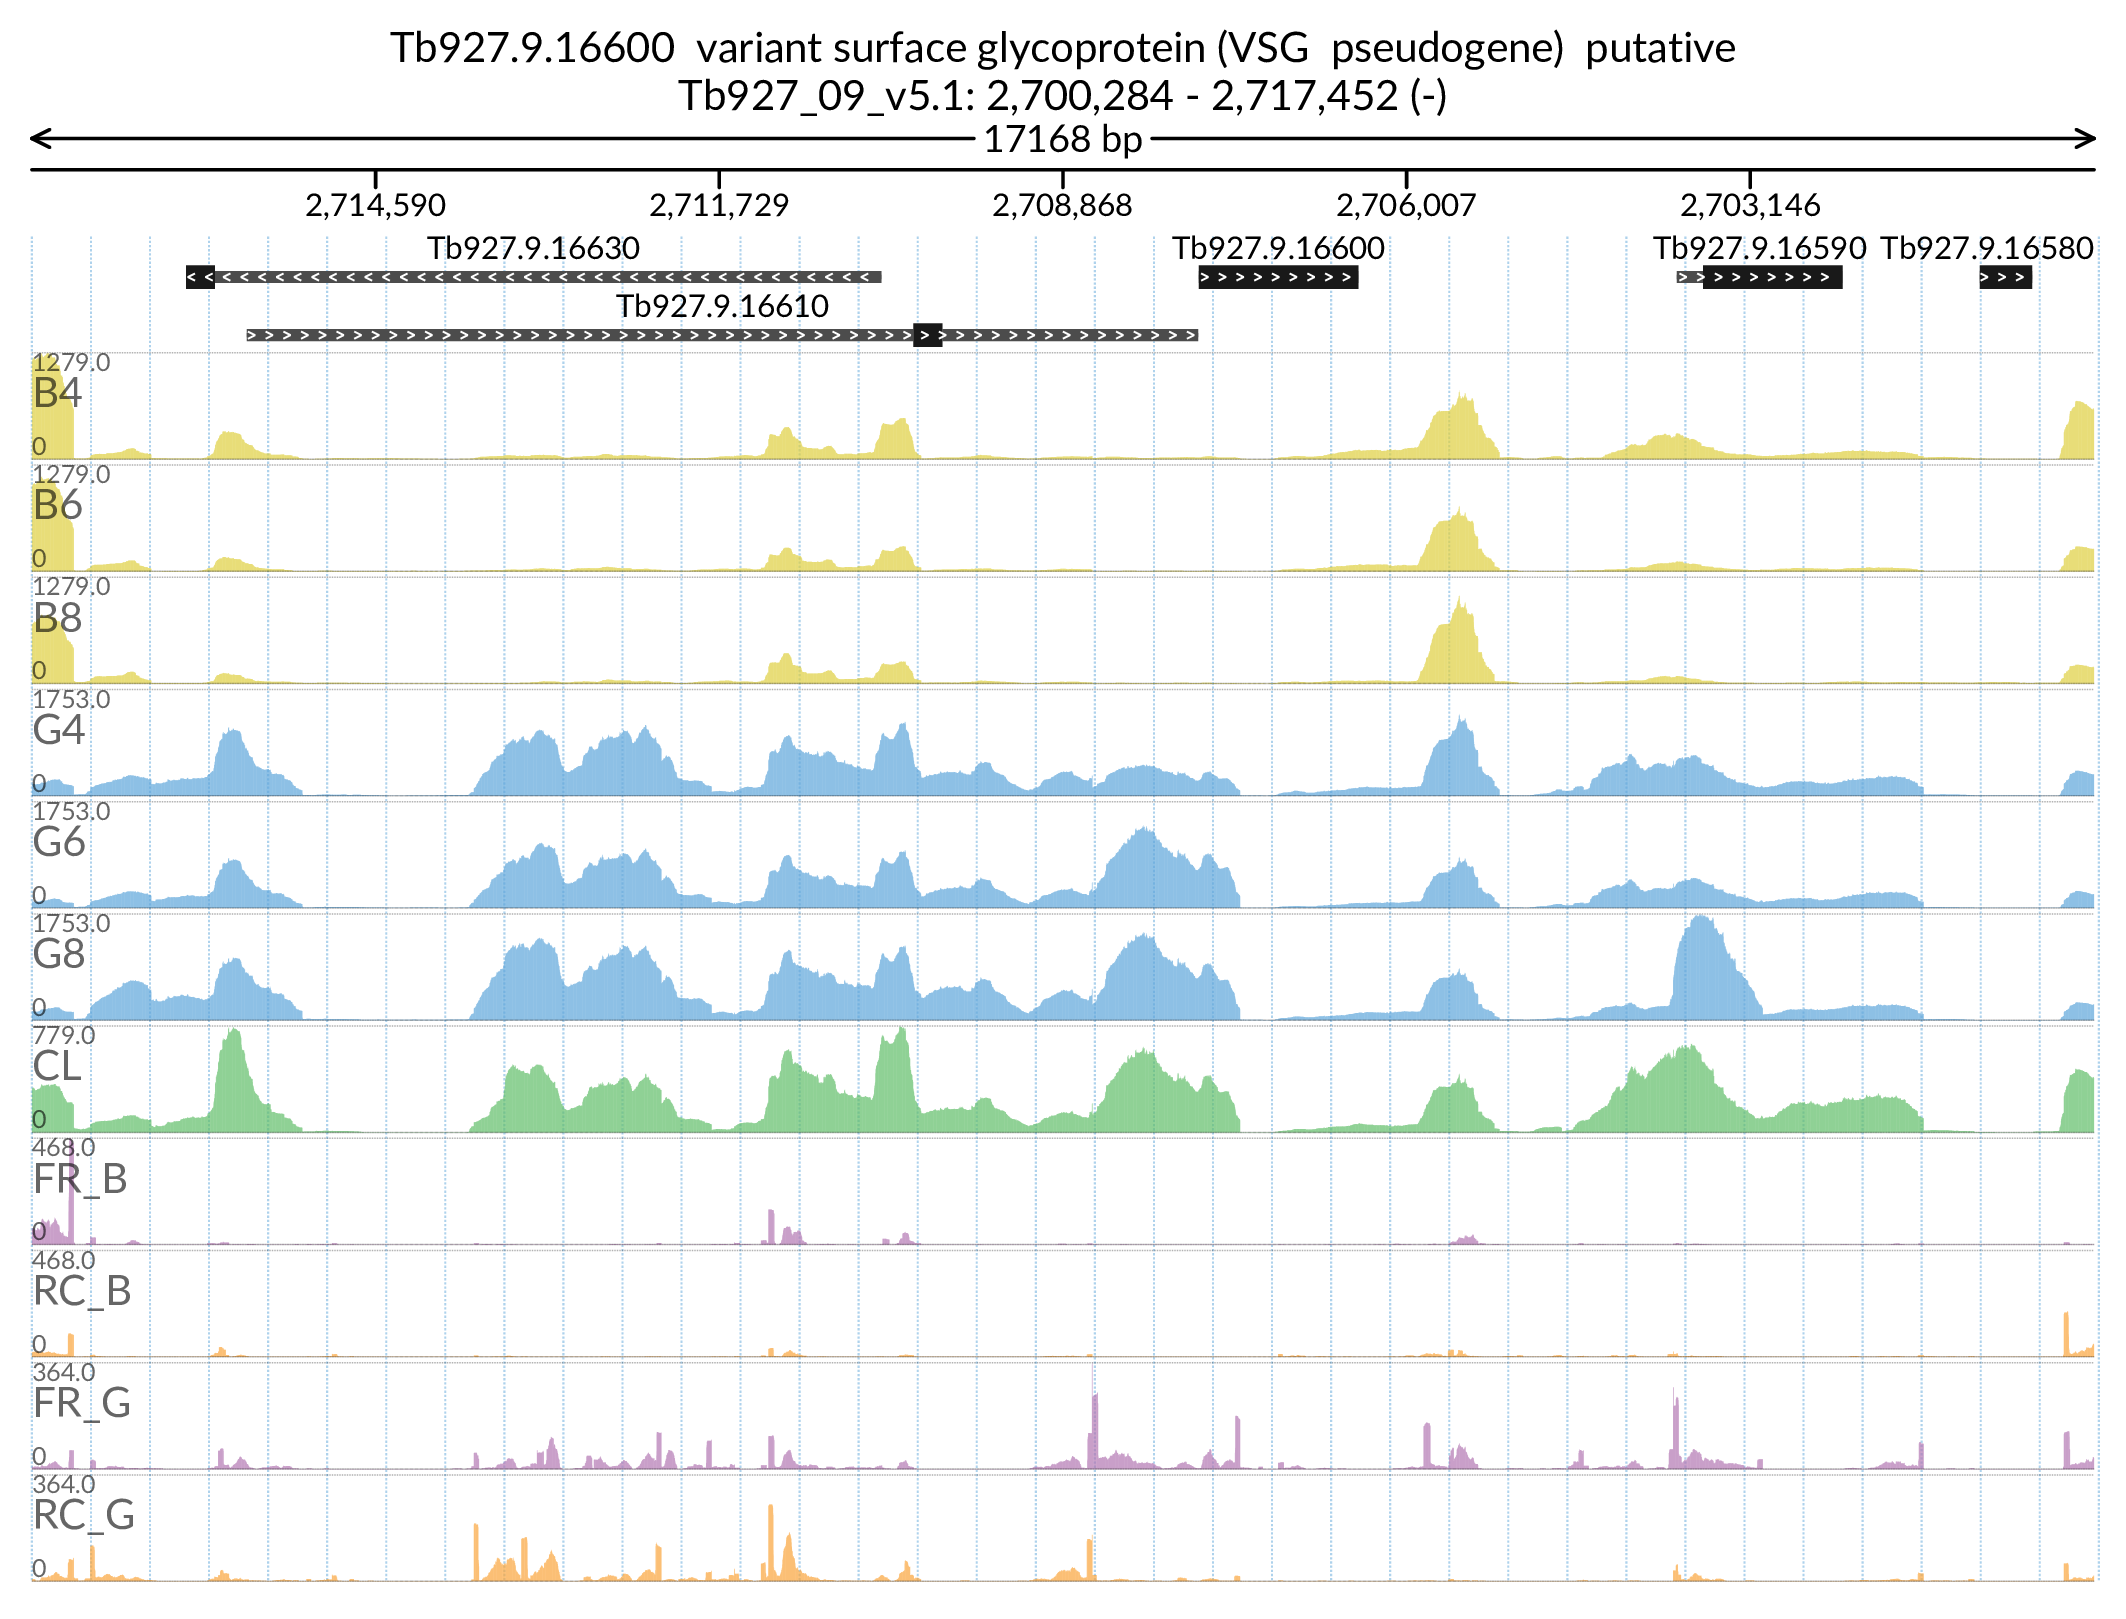 Tb927.9.16600  variant surface glycoprotein (VSG  pseudogene)  putative
Tb927_09_v5.1: 2,700,284 - 2,717,452 (-)
17168 bp
2,714,590 2,711,729 2,708,868 2,706,007 2,703,146
Tb927.9.16630 Tb927.9.16600 Tb927.9.16590 Tb927.9.16580
Tb927.9.16610
1279.0
B4
0
1279.0
B6
0
1279.0
B8
0
1753.0
G4
0
1753.0
G6
0
1753.0
G8
0
779.0
CL
0
468.0
FR_B
0
468.0
RC_B
0
364.0
FR_G
0
364.0
RC_G
0